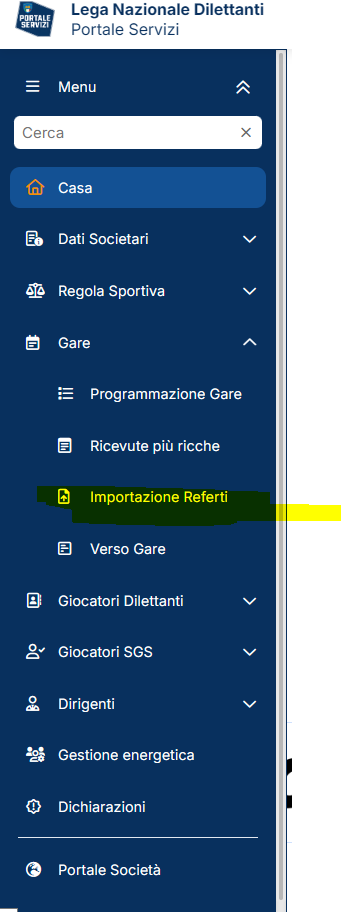 PORTALE
SERVIZI
Lega Nazionale Dilettanti
Portale Servizi
Menu
Cerca
Casa
Dati Societari
Regola Sportiva
Gare
Programmazione Gare
Ricevute più ricche
Importazione Referti
Verso Gare
Giocatori Dilettanti
Giocatori SGS
Dirigenti
Gestione energetica
Dichiarazioni
Portale Società